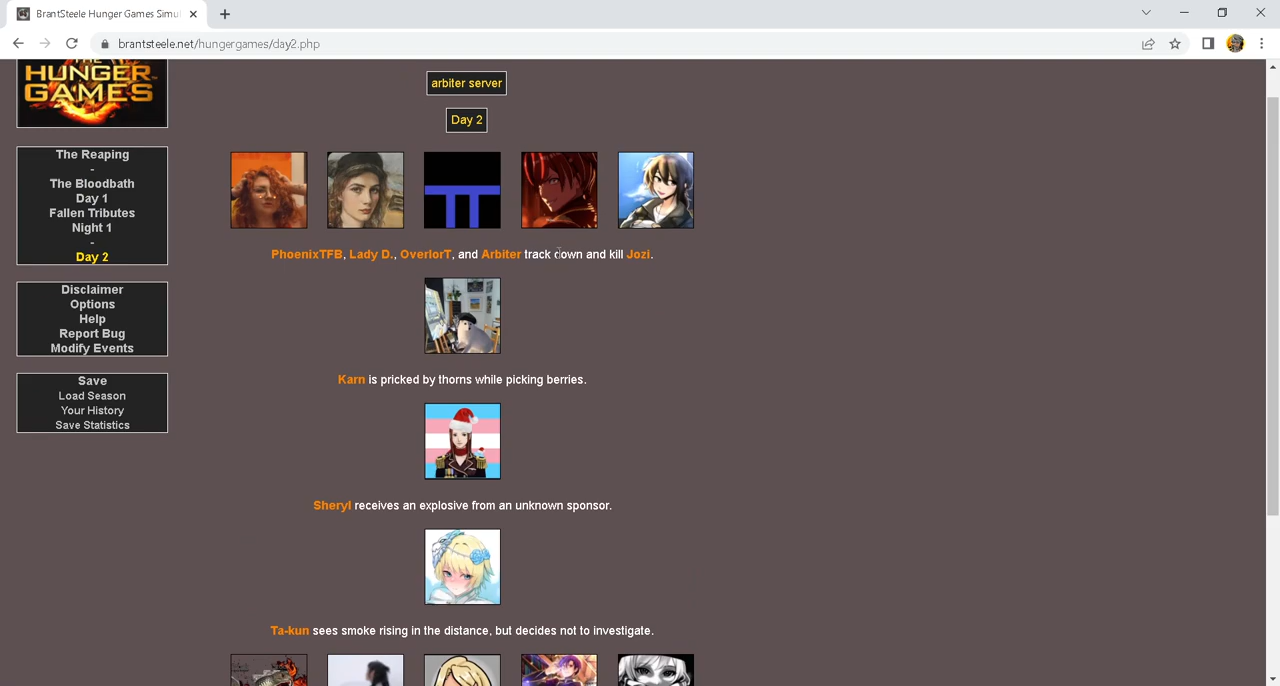 BrantSteele Hunger Games Simul
brantsteele.net/hungergames/day2.php
THE
HUNGER
GAMES
The Reaping
-
The Bloodbath
Day 1
Fallen Tributes
Night 1
-
Day 2
Disclaimer
Options
Help
Report Bug
Modify Events
Save
Load Season
Your History
Save Statistics
arbiter server
Day 2
PhoenixTFB, Lady D., OverlorT, and Arbiter track down and kill Jozi.
Karn is pricked by thorns while picking berries.
Sheryl receives an explosive from an unknown sponsor.
Ta-kun sees smoke rising in the distance, but decides not to investigate.